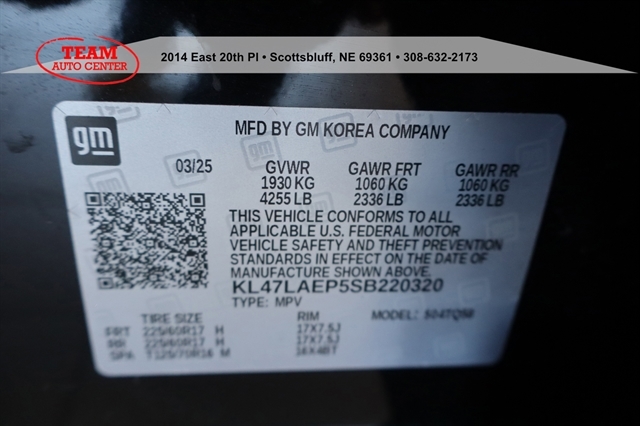 TEAM
AUTO CENTER
2014 East 20th Pl • Scottsbluff, NE 69361 • 308-632-2173
gm
MFD BY GM KOREA COMPANY
03/25 GVWR GAWR FRT GAWR RR
1930 KG 1060 KG 1060 KG
4255 LB 2336 LB 2336 LB
THIS VEHICLE CONFORMS TO ALL
APPLICABLE U.S. FEDERAL MOTOR
VEHICLE SAFETY AND THEFT PREVENTION
STANDARDS IN EFFECT ON THE DATE OF
MANUFACTURE SHOWN ABOVE.
KL47LAEP5SB220320
TYPE: MPV MODEL:
TIRE SIZE RIM
FRT 225/60R17 H 17X7.5J
RR 225/60R17 H 17X7.5J
SPA T125/70R16 M 16X4BT